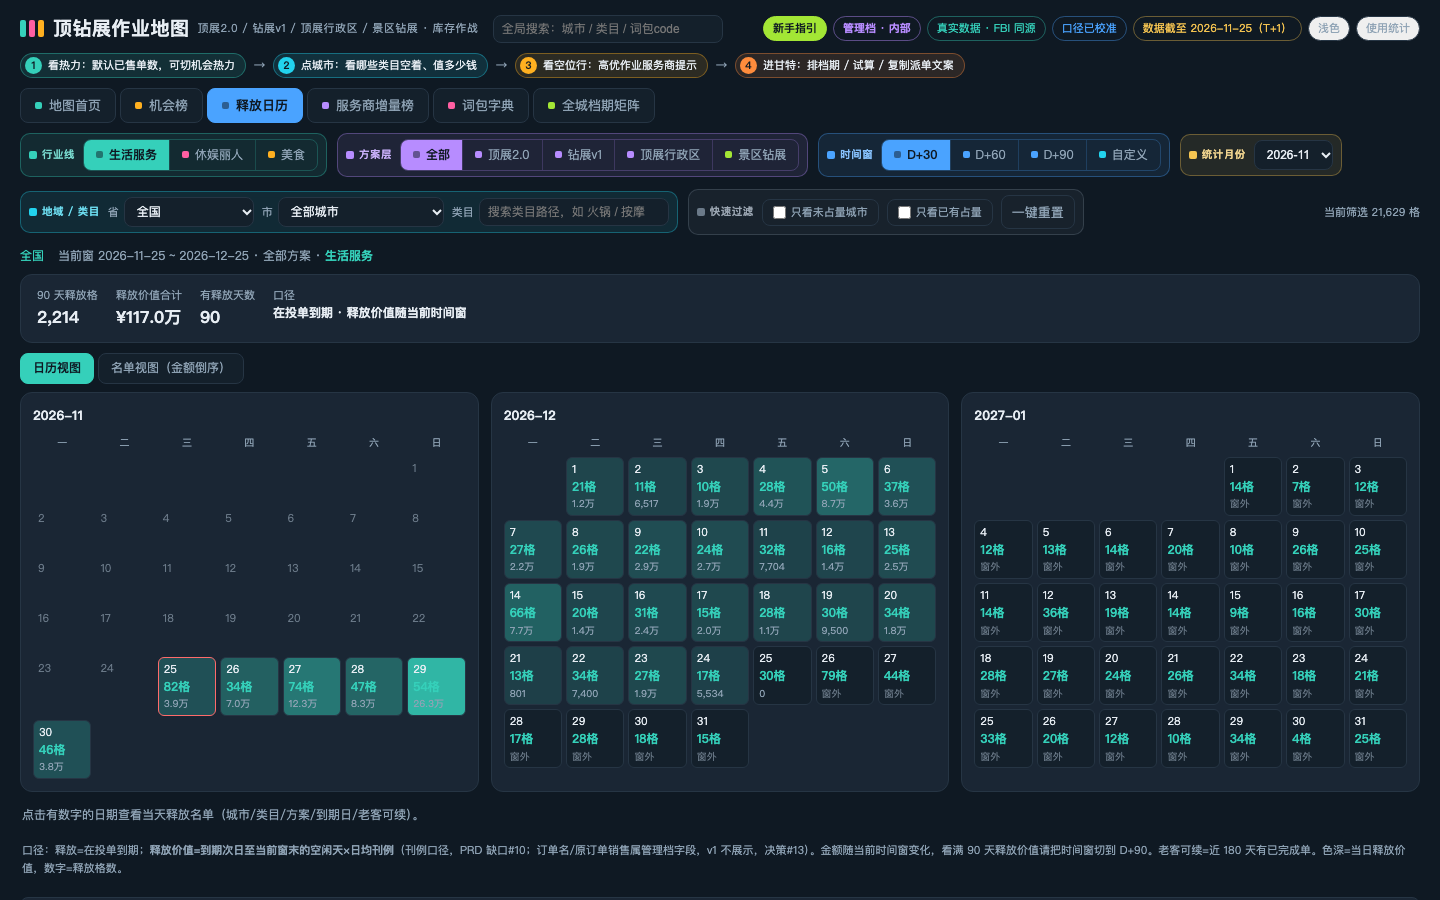 顶钻展作业地图 顶展2.0 / 钻展v1 / 顶展行政区 / 景区钻展 · 库存作战 全局搜索：城市 / 类目 / 词包code 新手指引 管理档 · 内部 真实数据 · FBI 同源 口径已校准 数据截至 2026-11-25（T+1） 浅色 使用统计
1 看热力：默认已售单数，可切机会热力 → 2 点城市：看哪些类目空着、值多少钱 → 3 看空位行：高优作业服务商提示 → 4 进甘特：排档期 / 试算 / 复制派单文案
地图首页 机会榜 释放日历 服务商增量榜 词包字典 全城档期矩阵
行业线 生活服务 休娱丽人 美食 方案层 全部 顶展2.0 钻展v1 顶展行政区 景区钻展 时间窗 D+30 D+60 D+90 自定义 统计月份 2026-11
地域 / 类目 省 全国 市 全部城市 类目 搜索类目路径，如 火锅 / 按摩 快速过滤 只看未占量城市 只看已有占量 一键重置 当前筛选 21,629 格
全国 当前窗 2026-11-25 ~ 2026-12-25 · 全部方案 · 生活服务
90 天释放格 释放价值合计 有释放天数 口径
2,214 ¥117.0万 90 在投单到期 · 释放价值随当前时间窗
日历视图 名单视图（金额倒序）
2026-11
一 二 三 四 五 六 日
1
2 3 4 5 6 7 8
9 10 11 12 13 14 15
16 17 18 19 20 21 22
23 24 25 26 27 28 29
82格 34格 74格 47格 54格
3.9万 7.0万 12.3万 8.3万 26.3万
30
46格
3.8万
2026-12
一 二 三 四 五 六 日
1 2 3 4 5 6
21格 11格 10格 28格 50格 37格
1.2万 6,517 1.9万 4.4万 8.7万 3.6万
7 8 9 10 11 12 13
27格 26格 22格 24格 32格 16格 25格
2.2万 1.9万 2.9万 2.7万 7,704 1.4万 2.5万
14 15 16 17 18 19 20
66格 20格 31格 15格 28格 30格 34格
7.7万 1.4万 2.4万 2.0万 1.1万 9,500 1.8万
21 22 23 24 25 26 27
13格 34格 27格 17格 30格 79格 44格
801 7,400 1.9万 5,534 0 窗外 窗外
28 29 30 31
17格 28格 18格 15格
窗外 窗外 窗外 窗外
2027-01
一 二 三 四 五 六 日
1 2 3
14格 7格 12格
窗外 窗外 窗外
4 5 6 7 8 9 10
12格 13格 14格 20格 10格 26格 25格
窗外 窗外 窗外 窗外 窗外 窗外 窗外
11 12 13 14 15 16 17
14格 36格 19格 14格 9格 16格 30格
窗外 窗外 窗外 窗外 窗外 窗外 窗外
18 19 20 21 22 23 24
28格 27格 24格 26格 34格 18格 21格
窗外 窗外 窗外 窗外 窗外 窗外 窗外
25 26 27 28 29 30 31
33格 20格 12格 10格 34格 4格 25格
窗外 窗外 窗外 窗外 窗外 窗外 窗外
点击有数字的日期查看当天释放名单（城市/类目/方案/到期日/老客可续）。
口径：释放=在投单到期；释放价值=到期次日至当前窗末的空闲天×日均刊例（刊例口径，PRD 缺口#10；订单名/原订单销售属管理档字段，v1 不展示，决策#13）。金额随当前时间窗变化，看满 90 天释放价值请把时间窗切到 D+90。老客可续=近 180 天有已完成单。色深=当日释放价
值，数字=释放格数。